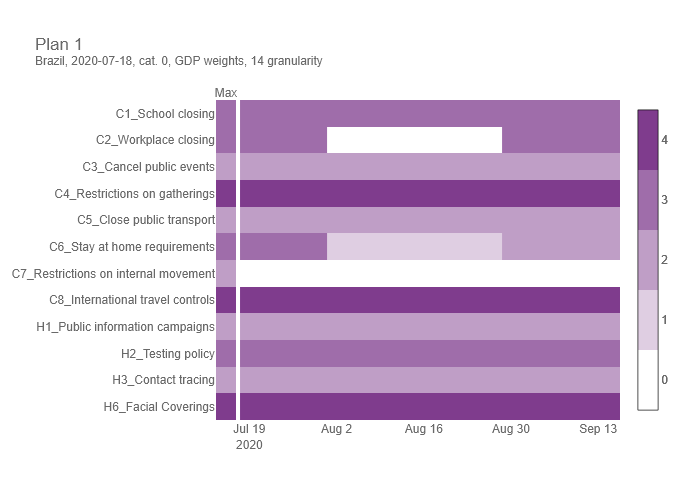 Plan 1
Brazil, 2020-07-18, cat. 0, GDP weights, 14 granularity
Max
C1_School closing
C2_Workplace closing
C3_Cancel public events
C4_Restrictions on gatherings
C5_Close public transport
C6_Stay at home requirements
C7_Restrictions on internal movement
C8_International travel controls
H1_Public information campaigns
H2_Testing policy
H3_Contact tracing
H6_Facial Coverings
Jul 19 Aug 2 Aug 16 Aug 30 Sep 13
2020
4
3
2
1
0